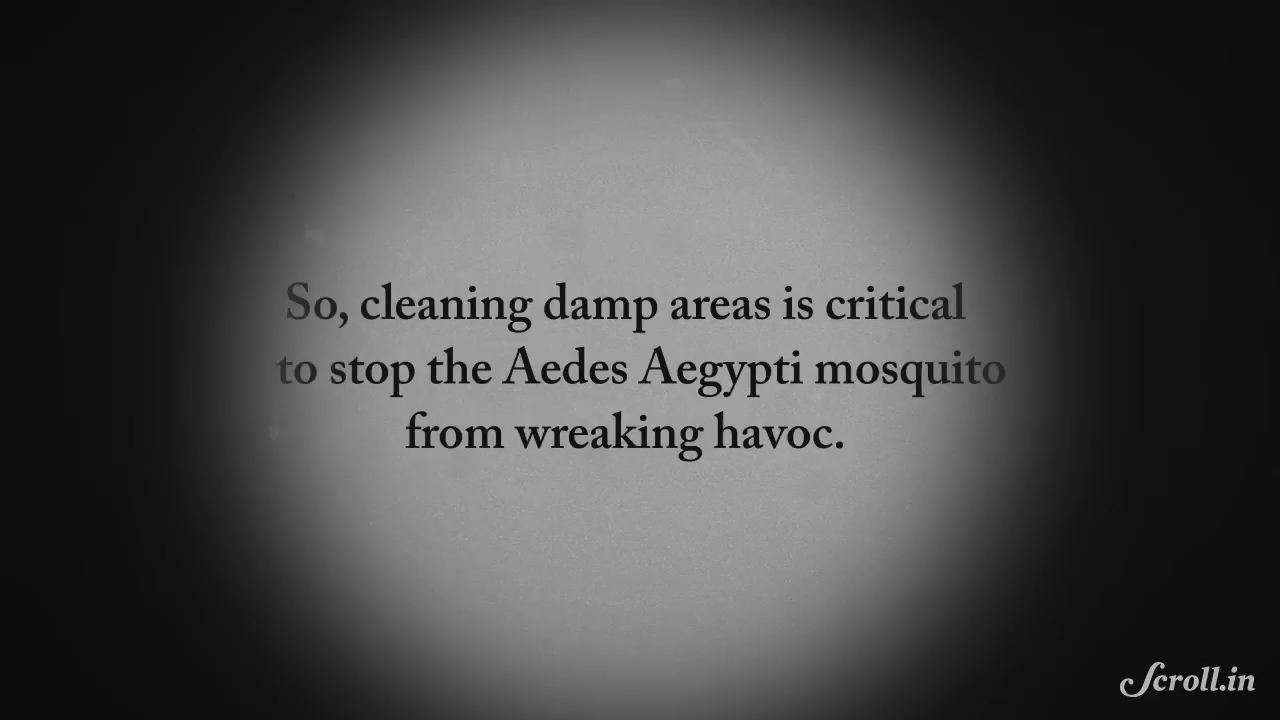 So, cleaning damp areas is critical
to stop the Aedes Aegypti mosquito
from wreaking havoc.
Scroll.in